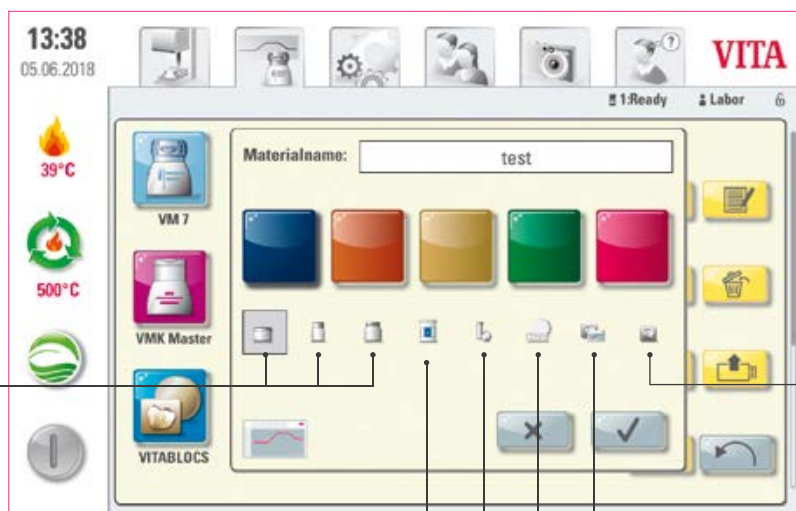 13:38
05.06.2018
VITA
1:Ready
Labor
39°C
500°C
VM 7
VMK Master
VITABLOCS
Materialname:
test
?